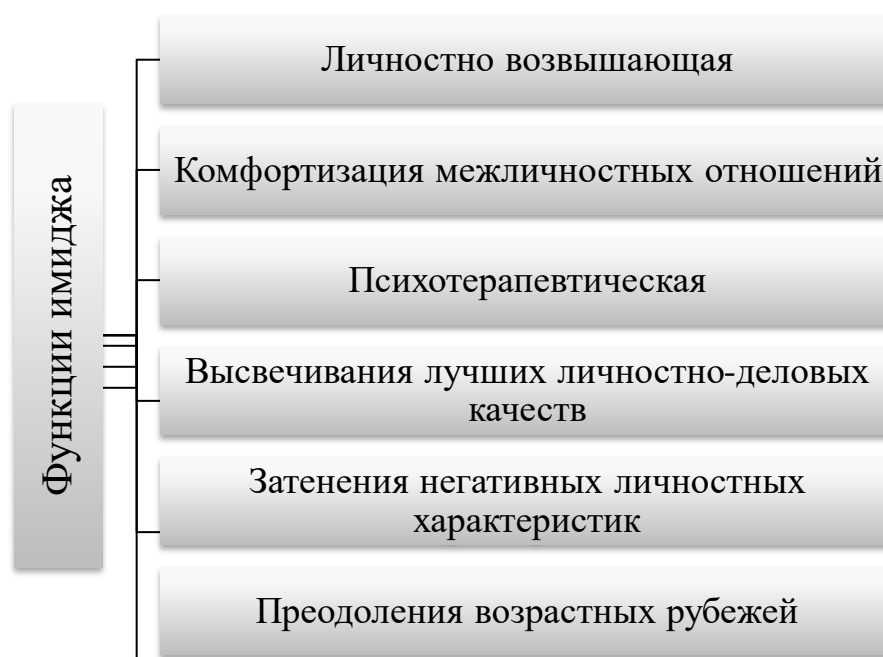 Функции имиджа
Личностно возвышающая
Комфортизация межличностных отношений
Психотерапевтическая
Высвечивания лучших личностно-деловых
качеств
Затенения негативных личностных
характеристик
Преодоления возрастных рубежей